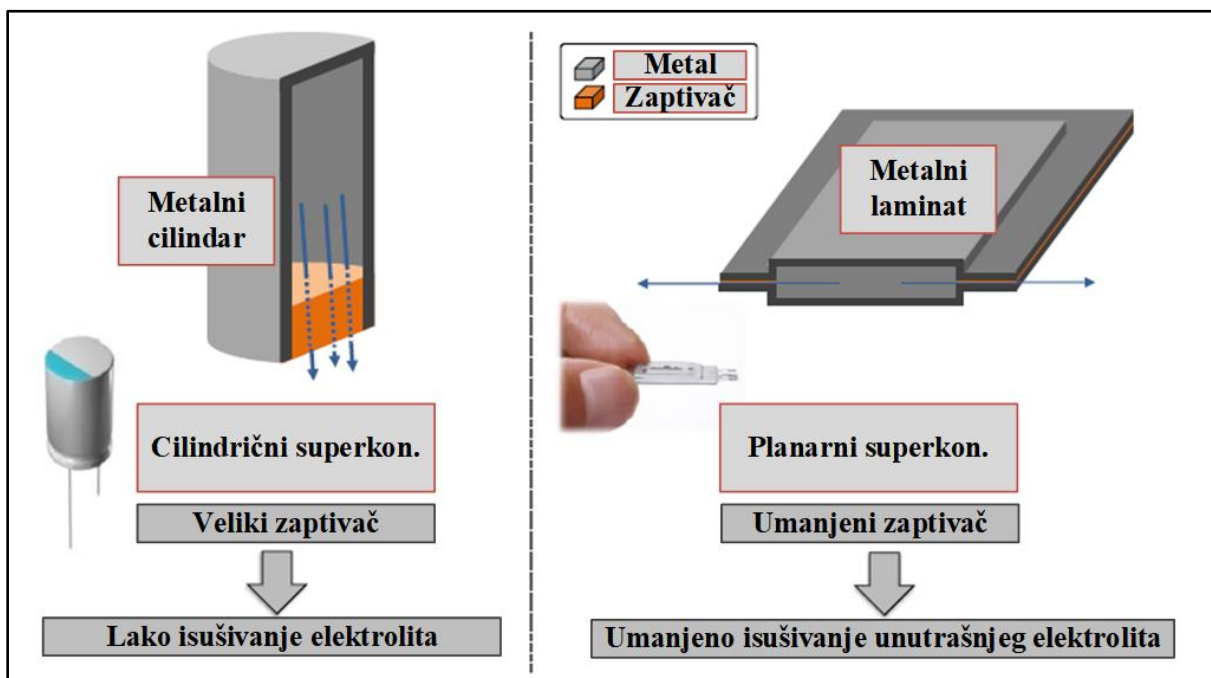 Metal
Zaptivač
Metalni
cilindar
Metalni
laminat
Cilindrični superkon.
Planarni superkon.
Veliki zaptivač
Umanjeni zaptivač
Lako isušivanje elektrolita
Umanjeno isušivanje unutrašnjeg elektrolita